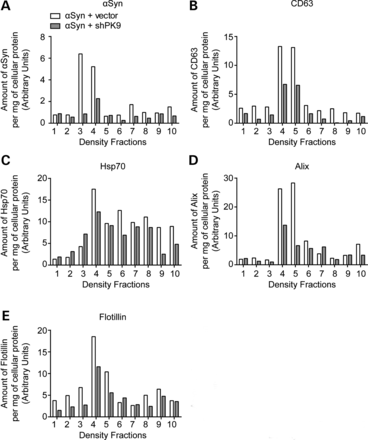 A
αSyn
αSyn + vector
αSyn + shPK9
Amount of αSyn
per mg of cellular protein
(Arbitrary Units)
8
6
4
2
0
1 2 3 4 5 6 7 8 9 10
Density Fractions
B
CD63
Amount of CD63
per mg of cellular protein
(Arbitrary Units)
15
10
5
0
1 2 3 4 5 6 7 8 9 10
Density Fractions
C
Hsp70
Amount of Hsp70
per mg of cellular protein
(Arbitrary Units)
20
15
10
5
0
1 2 3 4 5 6 7 8 9 10
Density Fractions
D
Alix
Amount of Alix
per mg of cellular protein
(Arbitrary Units)
30
20
10
0
1 2 3 4 5 6 7 8 9 10
Density Fractions
E
Flotillin
Amount of Flotillin
per mg of cellular protein
(Arbitrary Units)
20
15
10
5
0
1 2 3 4 5 6 7 8 9 10
Density Fractions